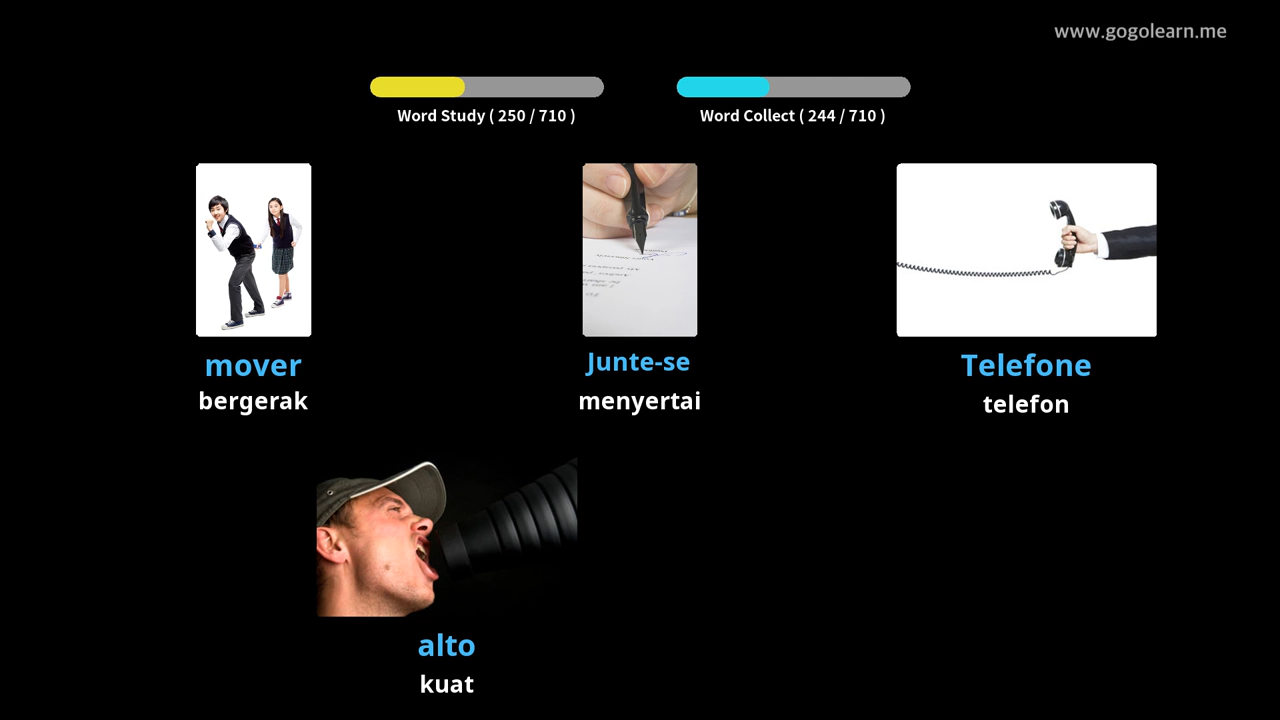 www.gogolearn.me
Word Study ( 250 / 710 )
Word Collect ( 244 / 710 )
mover
bergerak
Junte-se
menyertai
Telefone
telefon
alto
kuat